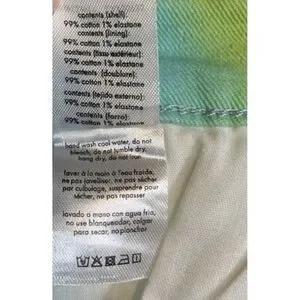 contents (shell):
99% cotton 1% elastane
contents (lining):
99% cotton 1% elastane
contents (tissu extérieur):
99% cotton 1% elastane
contents (doublure):
99% cotton 1% elastane
contents (tejido externo):
99% cotton 1% elastane
contents (forro):
99% cotton 1% elastane
hand wash cool water, do not
bleach, do not tumble dry,
hang dry, do not iron
laver à la main à l'eau fraîde,
ne pas javelliser, ne pas sécher
par culbutage, suspendre pour
sécher, ne pas repasser
lavado a mano con agua fria,
no use blanqueador, colgar
para secar, no planchar